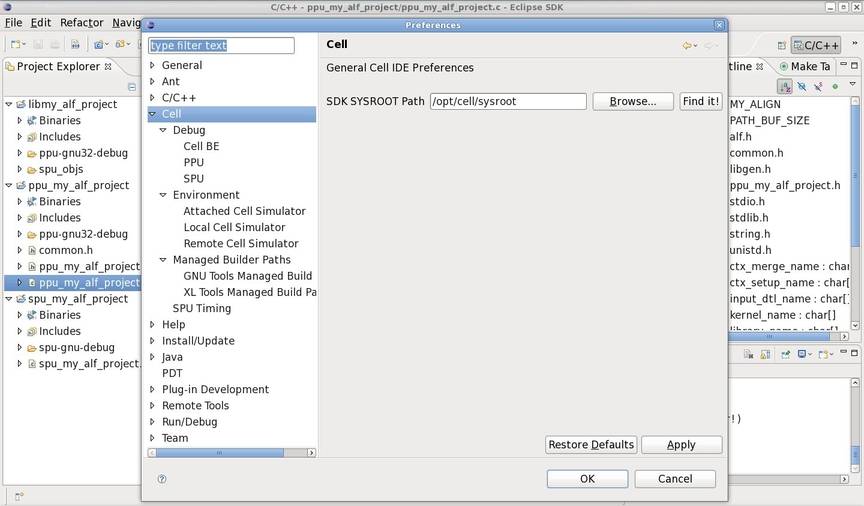 C/C++ - ppu_my_alf_project/ppu_my_alf_project.c - Eclipse SDK
File Edit Refactor Navig
C/C++
Project Explorer
libmy_alf_project
Binaries
Includes
ppu-gnu32-debug
spu_objs
ppu_my_alf_project
Binaries
Includes
ppu-gnu32-debug
common.h
ppu_my_alf_project
ppu_my_alf_project
spu_my_alf_project
Binaries
Includes
spu-gnu-debug
spu_my_alf_project.
Preferences
type filter text
General
Ant
C/C++
Cell
Debug
Cell BE
PPU
SPU
Environment
Attached Cell Simulator
Local Cell Simulator
Remote Cell Simulator
Managed Builder Paths
GNU Tools Managed Build
XL Tools Managed Build Pa
SPU Timing
Help
Install/Update
Java
PDT
Plug-in Development
Remote Tools
Run/Debug
Team
Cell
General Cell IDE Preferences
SDK SYSROOT Path /opt/cell/sysroot Browse... Find it!
Restore Defaults Apply
OK Cancel
tline Make Ta
MY_ALIGN
PATH_BUF_SIZE
alf.h
common.h
libgen.h
ppu_my_alf_project.h
stdio.h
stdlib.h
string.h
unistd.h
ctx_merge_name : char[
ctx_setup_name : char[]
input_dtl_name : char[]
kernel_name : char[]
library_name : char[]
r!)